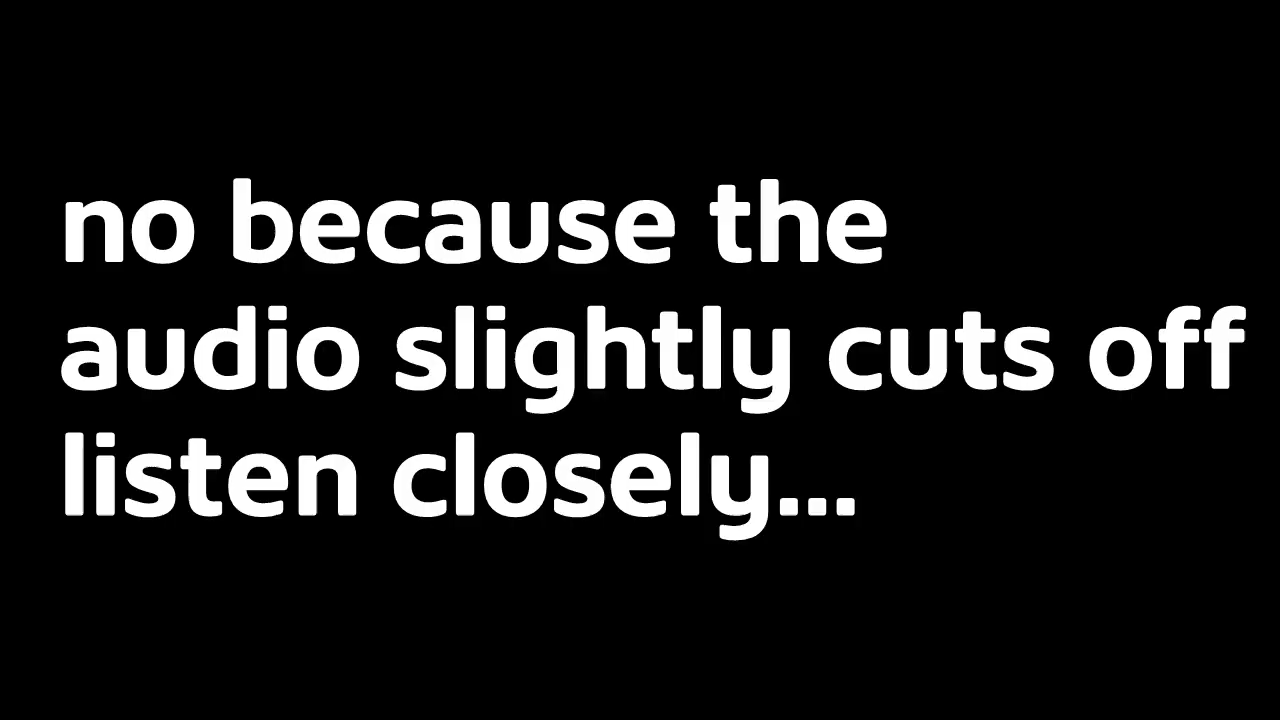 no because the
audio slightly cuts off
listen closely...